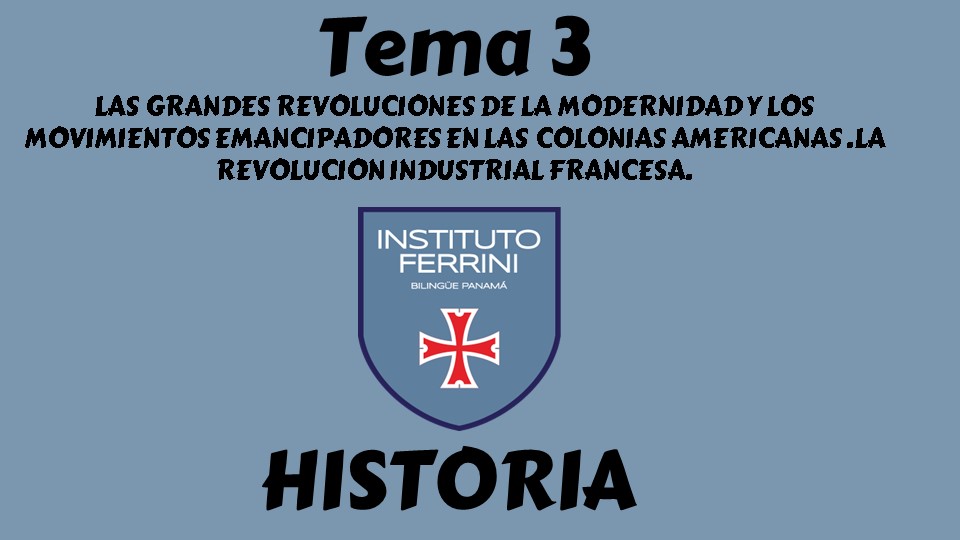 Tema 3
LAS GRANDES REVOLUCIONES DE LA MODERNIDAD Y LOS
MOVIMIENTOS EMANCIPADORES EN LAS COLONIAS AMERICANAS .LA
REVOLUCION INDUSTRIAL FRANCESA.
INSTITUTO
FERRINI
BILINGÜE PANAMÁ
HISTORIA